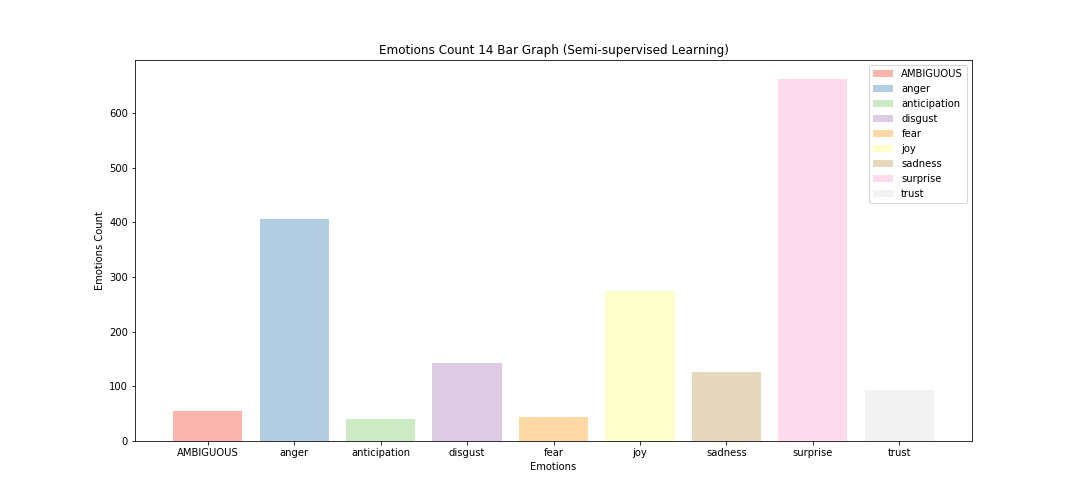 Emotions Count 14 Bar Graph (Semi-supervised Learning)
AMBIGUOUS
anger
anticipation
disgust
fear
joy
sadness
surprise
trust
600
500
400
300
200
100
0
Emotions Count
AMBIGUOUS anger anticipation disgust fear joy sadness surprise trust
Emotions